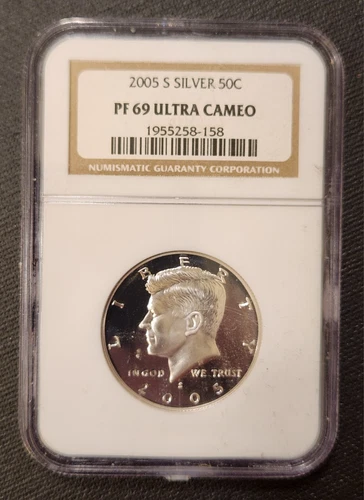 2005 S SILVER 50C
PF 69 ULTRA CAMEO
1955258-158
NUMISMATIC GUARANTY CORPORATION
LIBERTY
IN GOD WE TRUST
S
2005